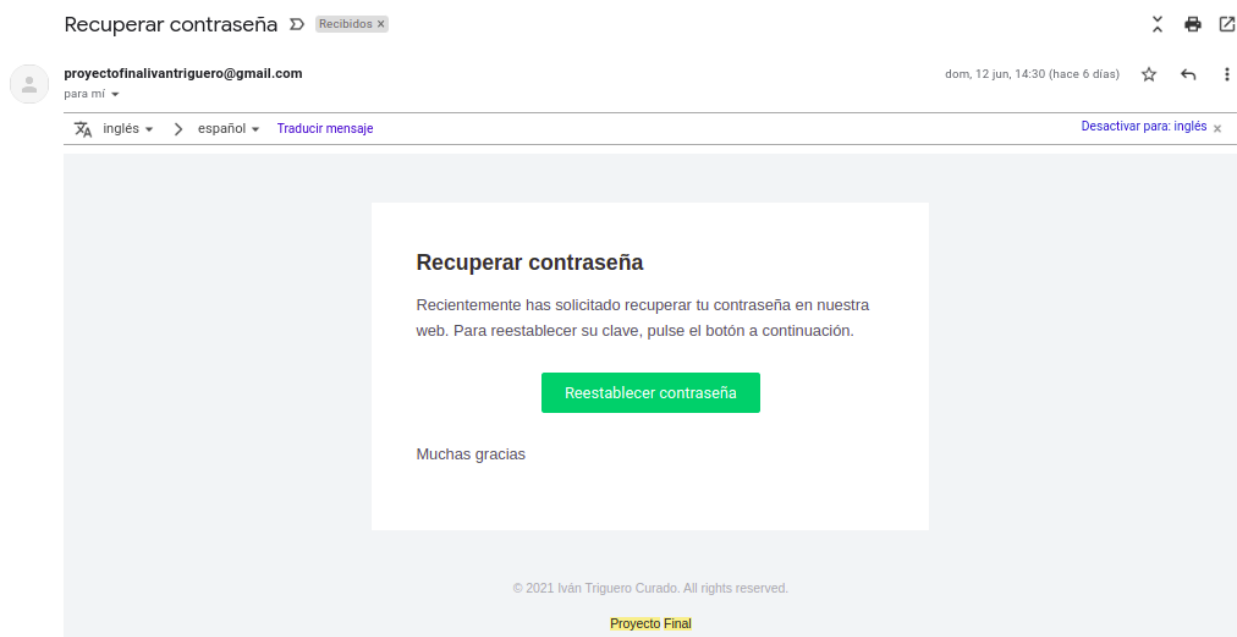 Recuperar contraseña Recibidos x
proyectofinalivantriguero@gmail.com dom, 12 jun, 14:30 (hace 6 días)
para mí
inglés español Traducir mensaje Desactivar para: inglés x
Recuperar contraseña
Recientemente has solicitado recuperar tu contraseña en nuestra
web. Para reestablecer su clave, pulse el botón a continuación.
Reestablecer contraseña
Muchas gracias
© 2021 Iván Triguero Curado. All rights reserved.
Proyecto Final